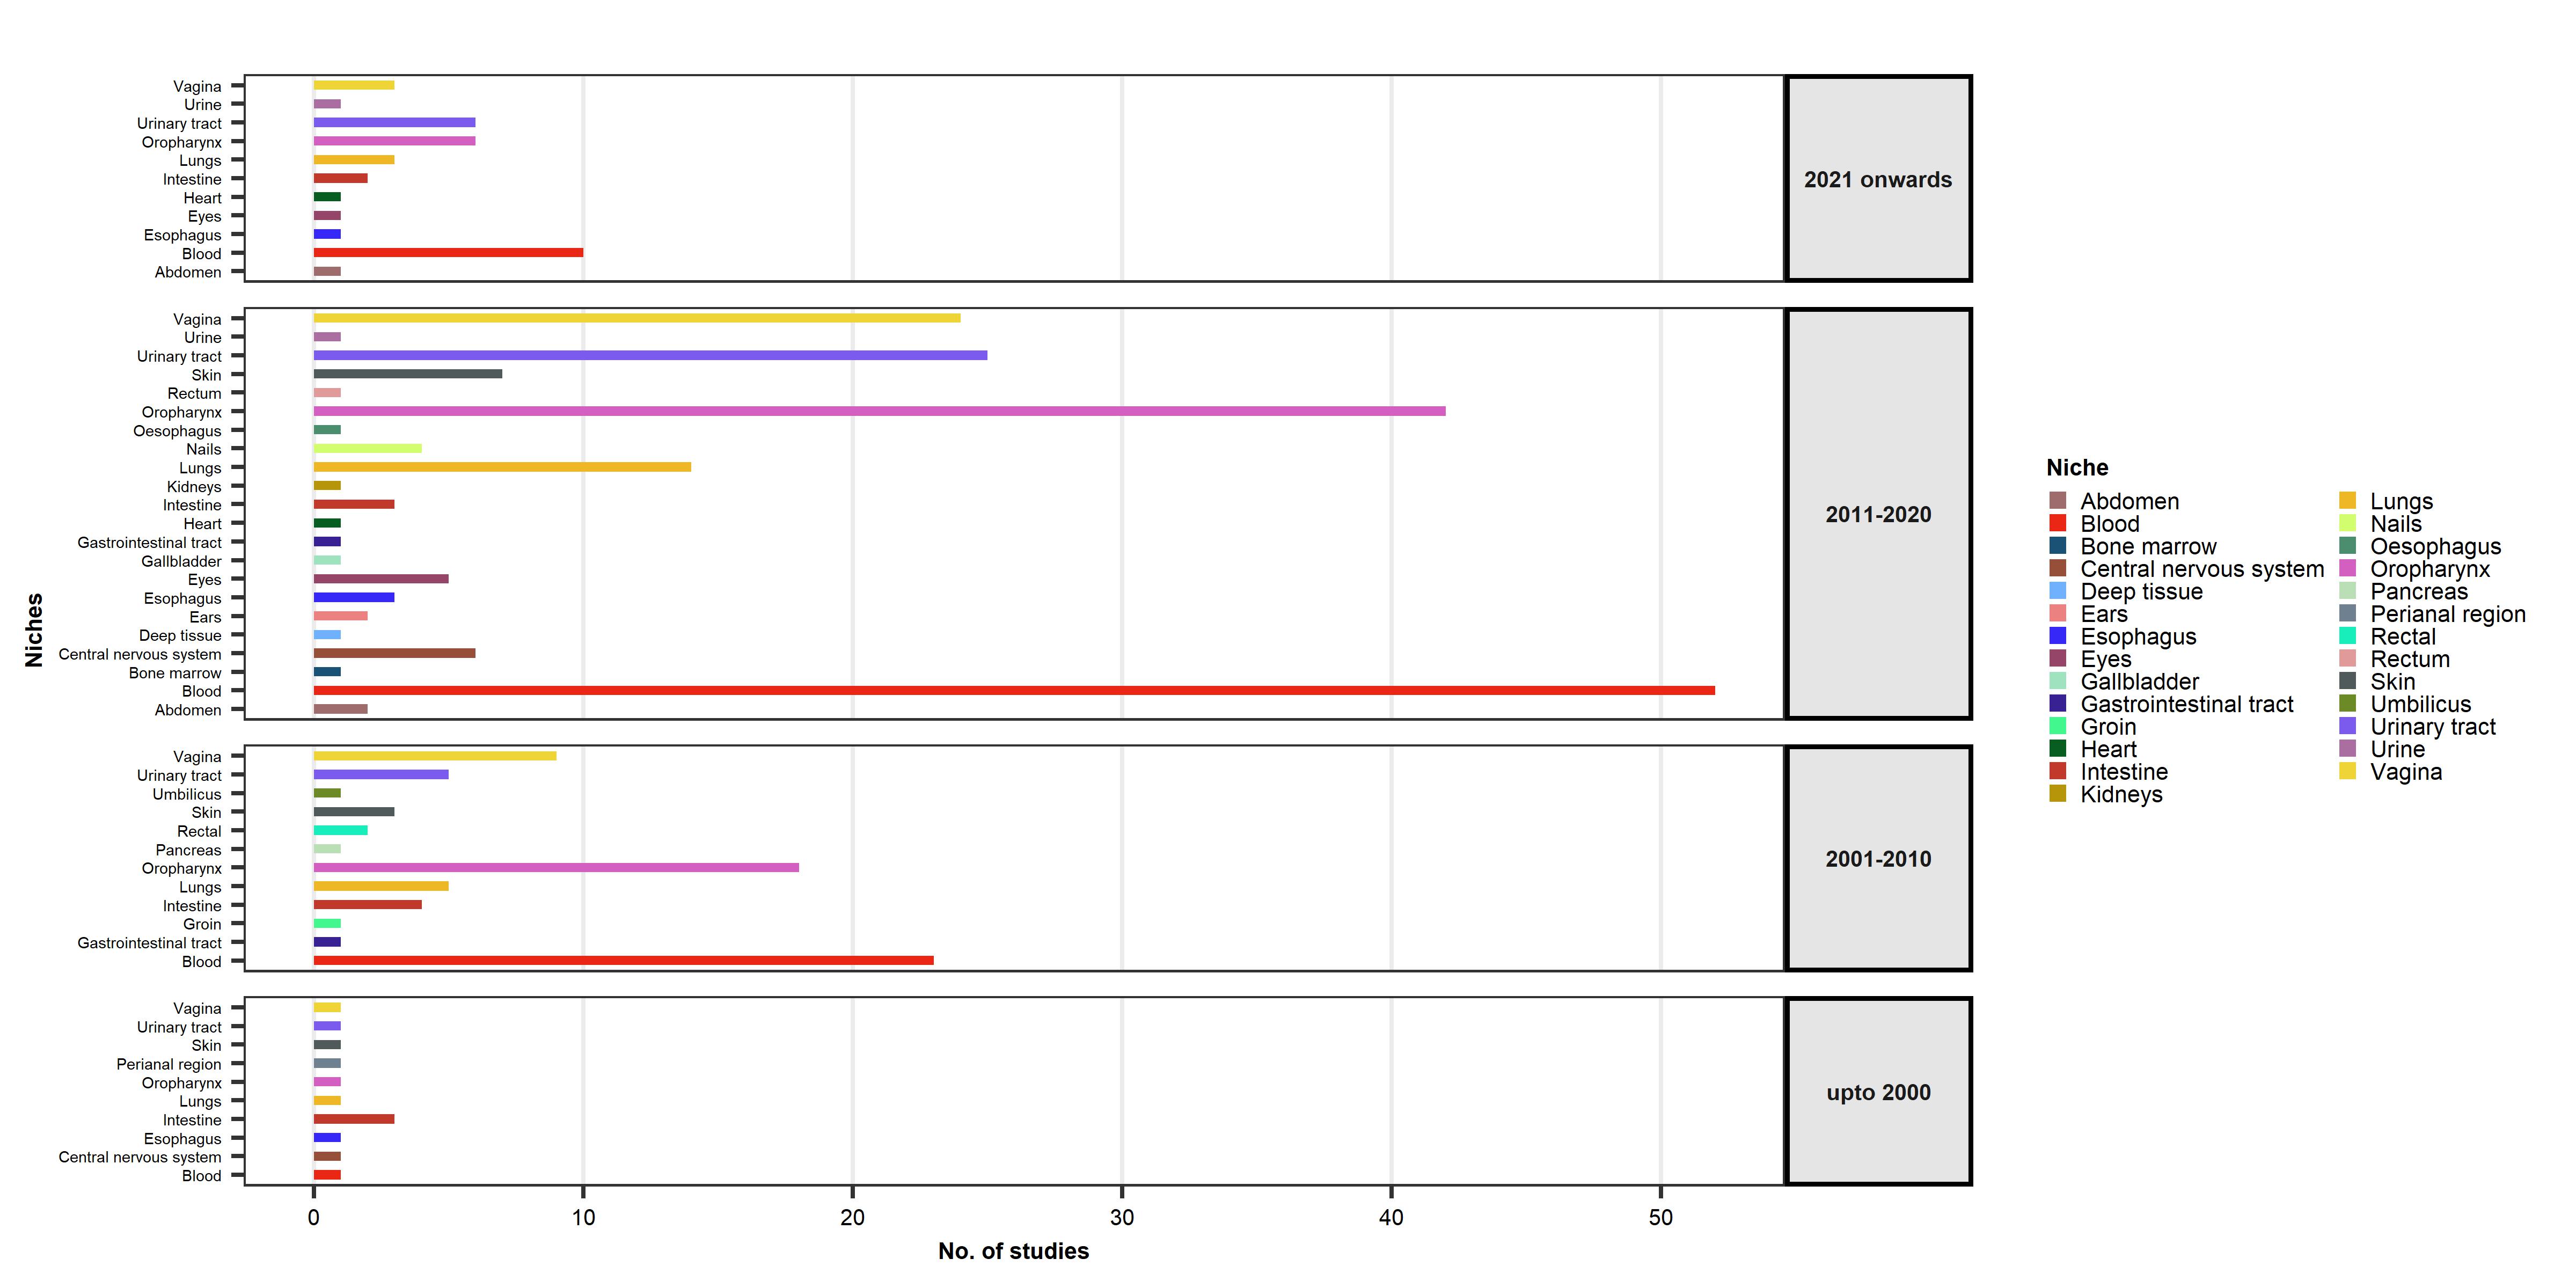 Vagina
Urine
Urinary tract
Oropharynx
Lungs
Intestine
Heart
Eyes
Esophagus
Blood
Abdomen
2021 onwards
Vagina
Urine
Urinary tract
Skin
Rectum
Oropharynx
Oesophagus
Nails
Lungs
Kidneys
Intestine
Heart
Gastrointestinal tract
Gallbladder
Eyes
Esophagus
Ears
Deep tissue
Central nervous system
Bone marrow
Blood
Abdomen
2011-2020
Vagina
Urinary tract
Umbilicus
Skin
Rectal
Pancreas
Oropharynx
Lungs
Intestine
Groin
Gastrointestinal tract
Blood
2001-2010
Vagina
Urinary tract
Skin
Perianal region
Oropharynx
Lungs
Intestine
Esophagus
Central nervous system
Blood
upto 2000
Niches
0 10 20 30 40 50
No. of studies
Niche
Abdomen
Blood
Bone marrow
Central nervous system
Deep tissue
Ears
Esophagus
Eyes
Gallbladder
Gastrointestinal tract
Groin
Heart
Intestine
Kidneys
Lungs
Nails
Oesophagus
Oropharynx
Pancreas
Perianal region
Rectal
Rectum
Skin
Umbilicus
Urinary tract
Urine
Vagina